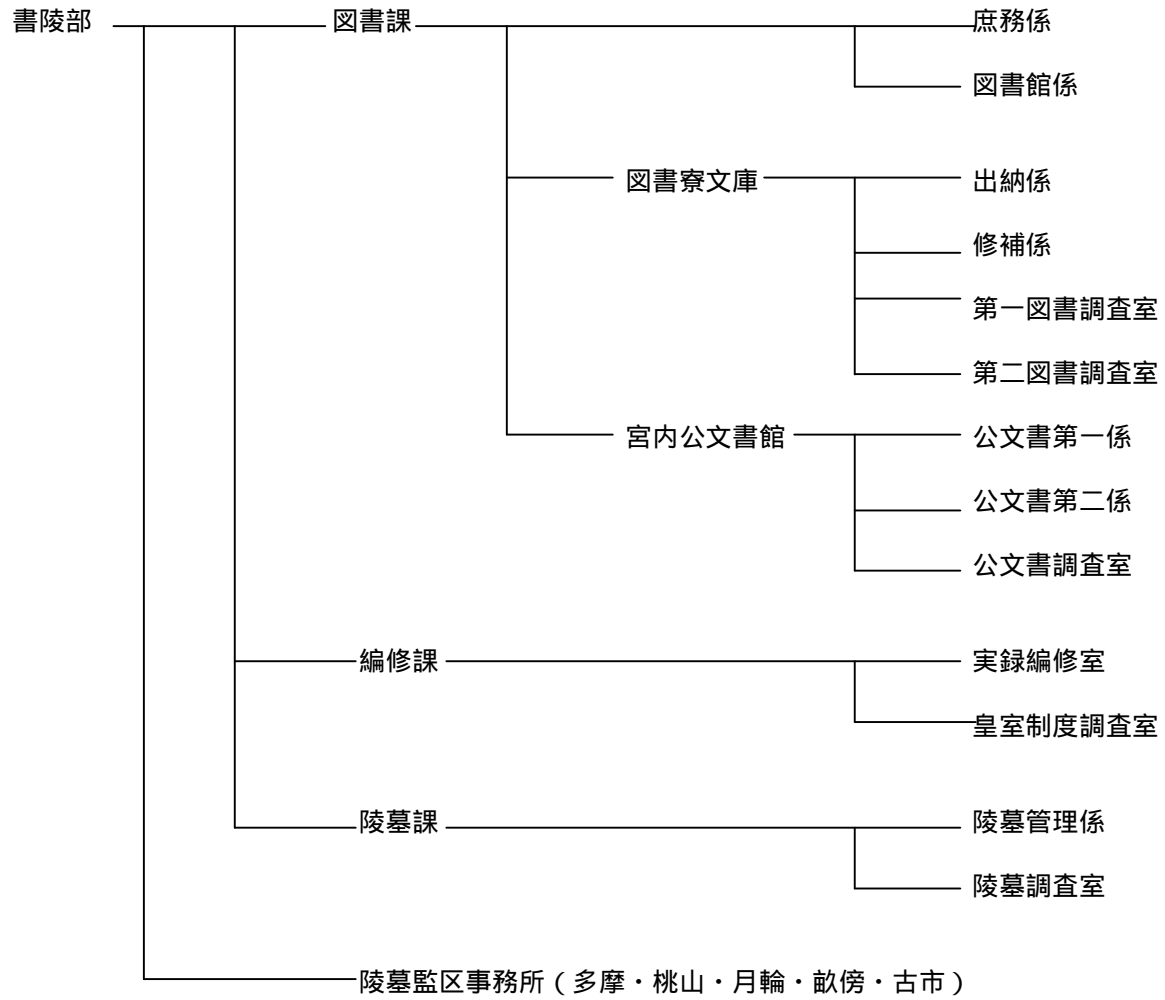 書陵部 図書課 庶務係
図書館係
図書寮文庫 出納係
修補係
第一図書調査室
第二図書調査室
宮内公文書館 公文書第一係
公文書第二係
公文書調査室
編修課 実録編修室
皇室制度調査室
陵墓課 陵墓管理係
陵墓調査室
陵墓監区事務所（多摩・桃山・月輪・畝傍・古市）